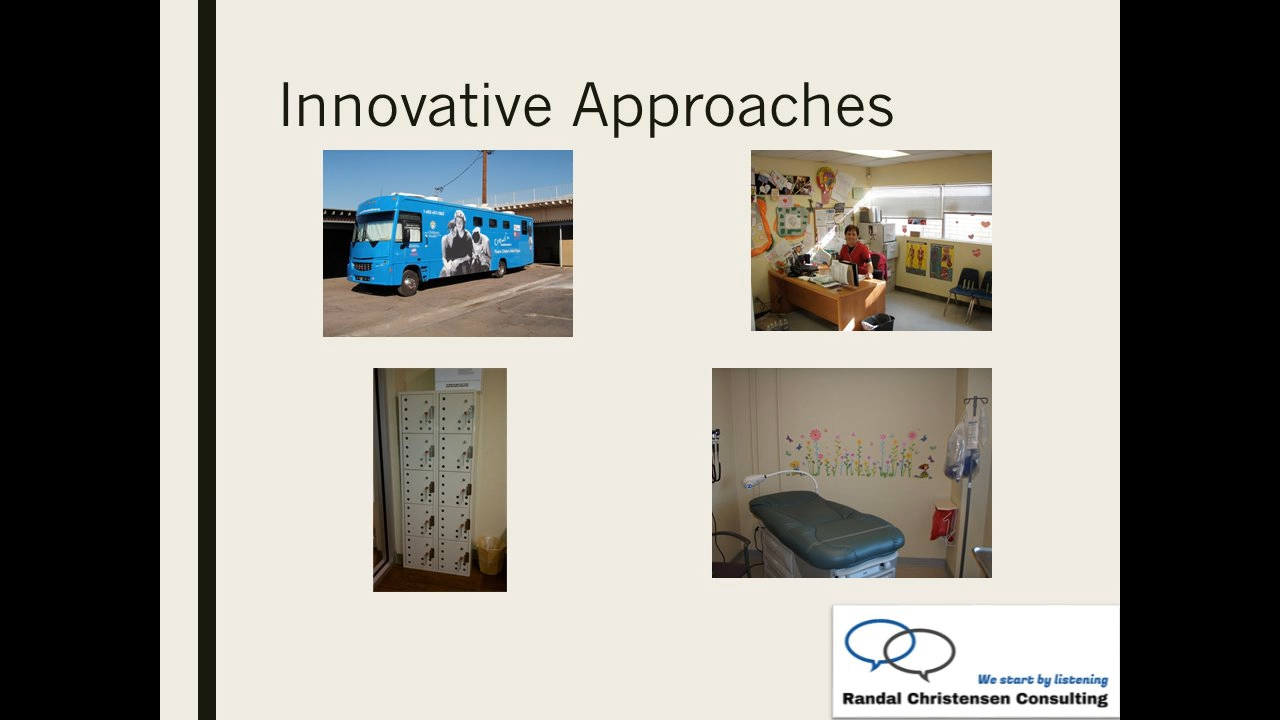 Innovative Approaches
We start by listening
Randal Christensen Consulting